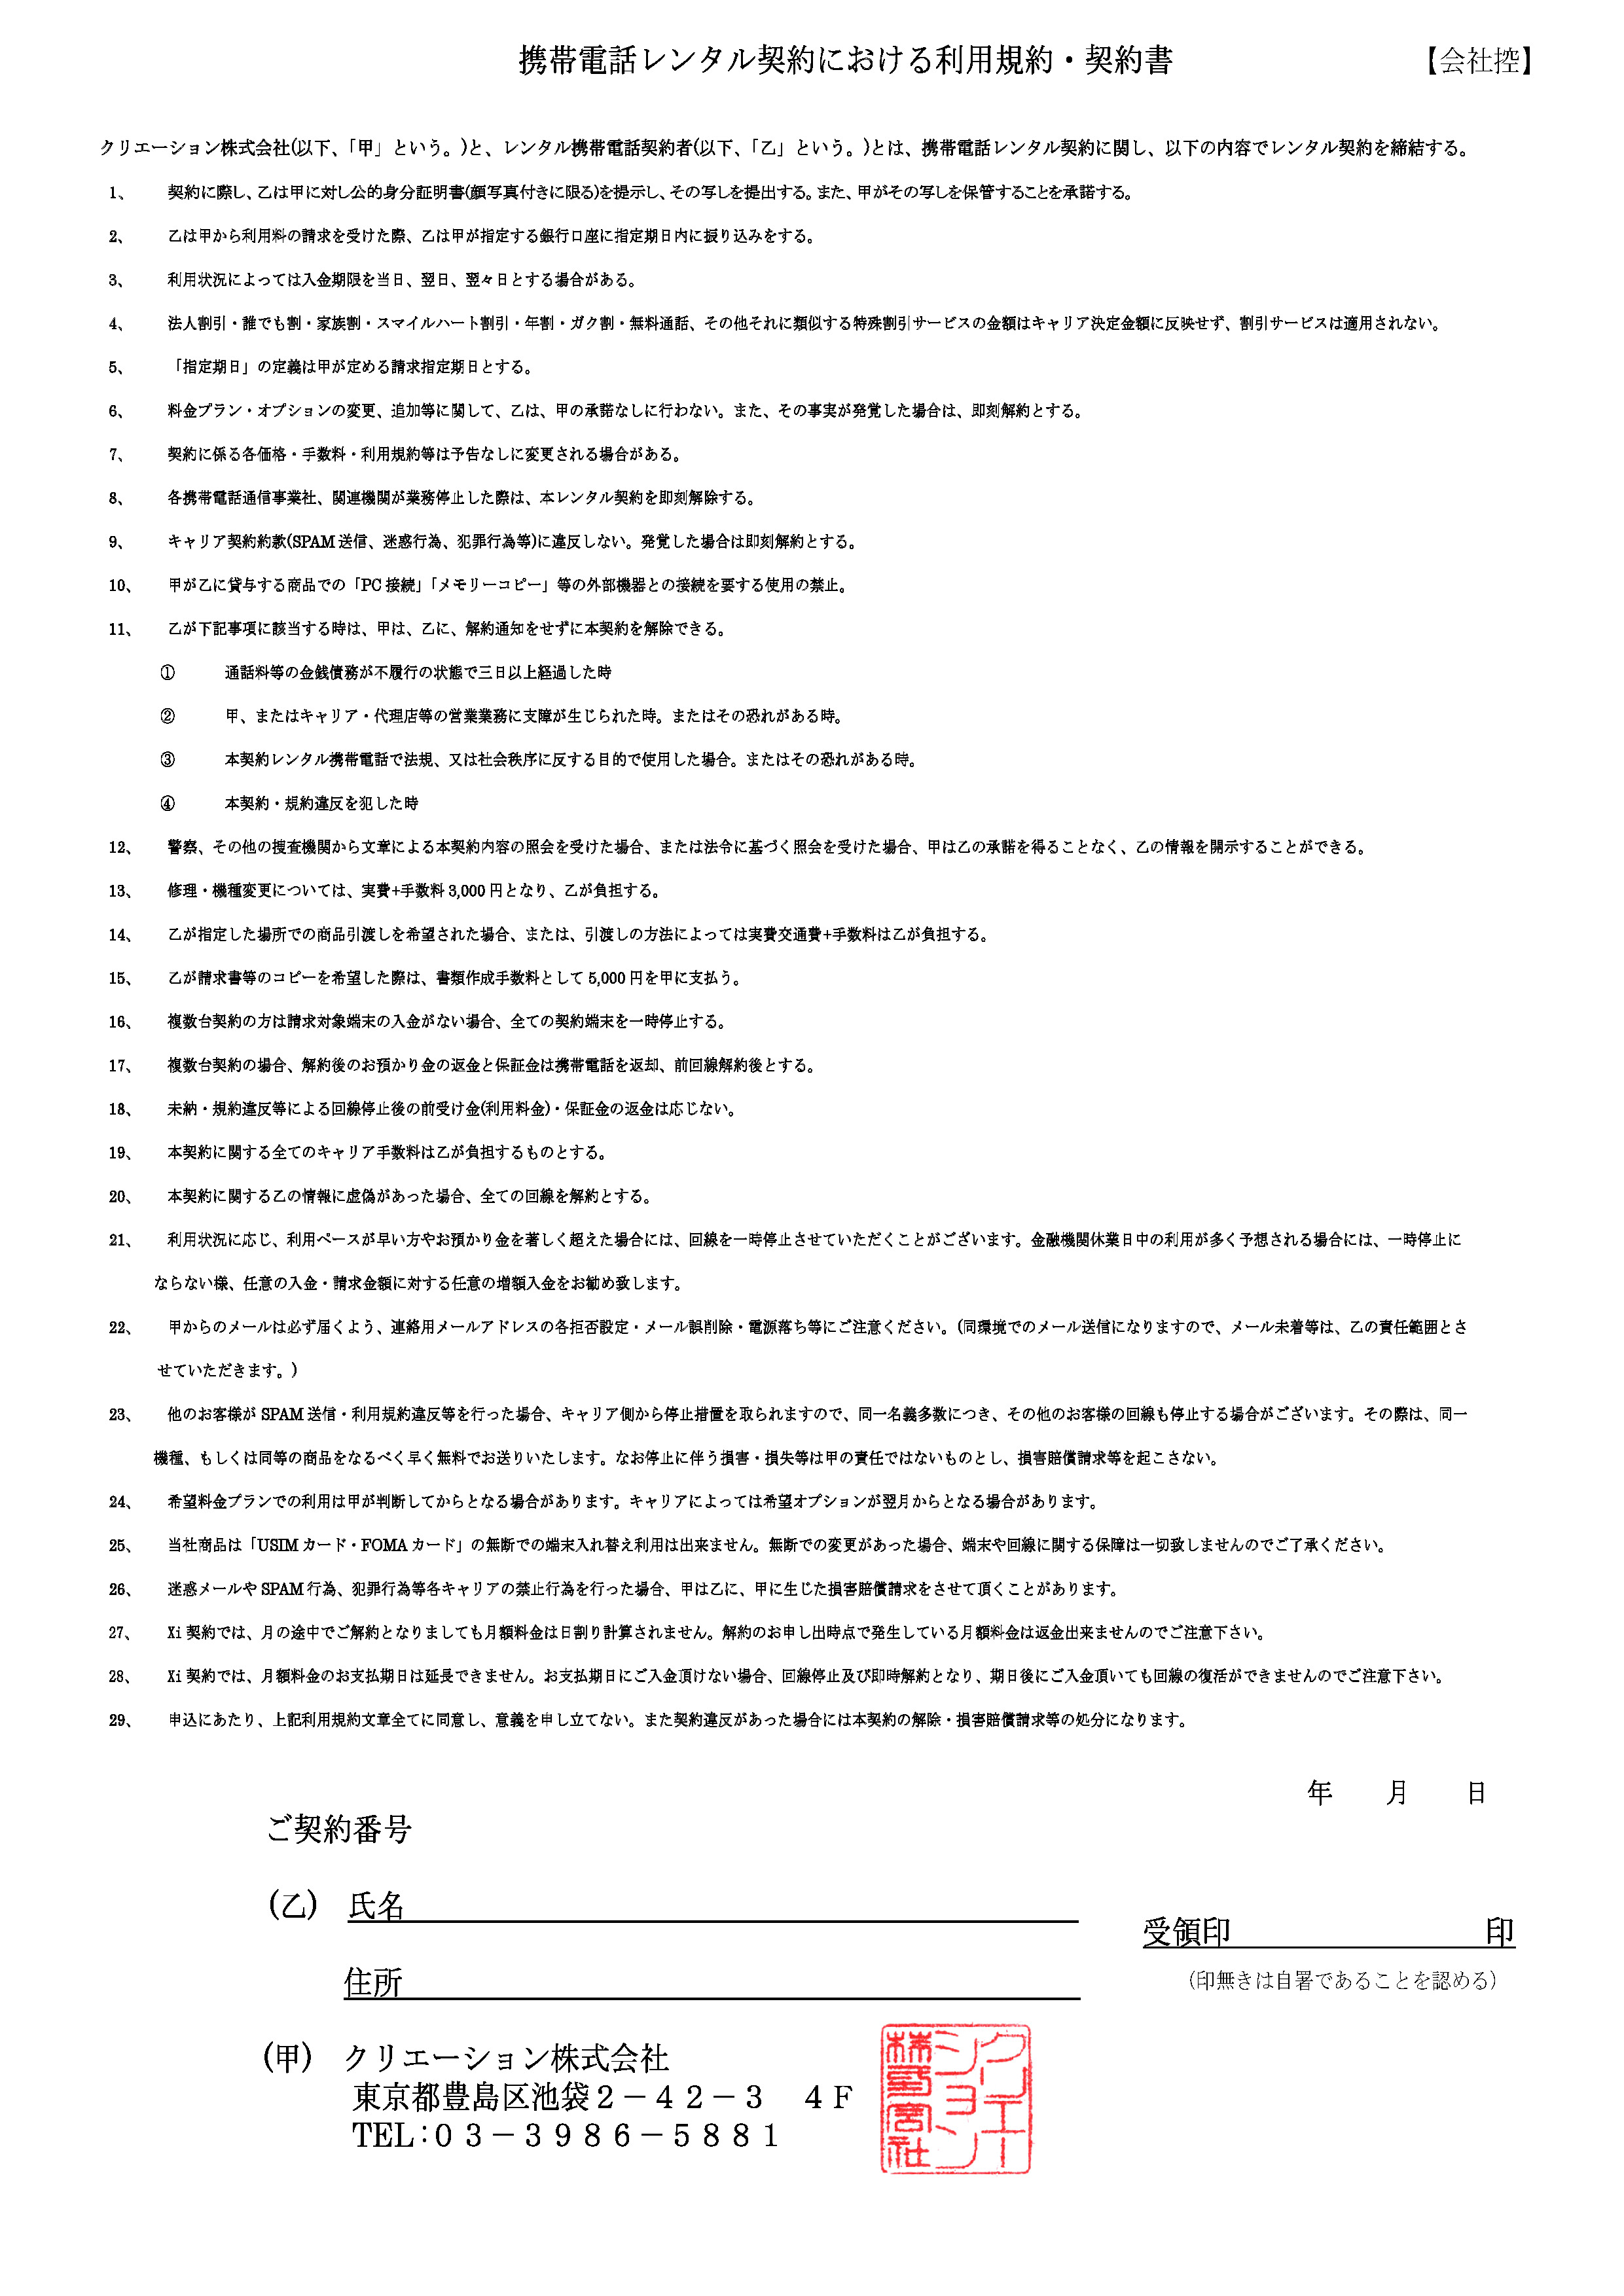 携帯電話レンタル契約における利用規約・契約書
【会社控】
クリエーション株式会社(以下、「甲」という。)と、レンタル携帯電話契約者(以下、「乙」という。)とは、携帯電話レンタル契約に関し、以下の内容でレンタル契約を締結する。
1、 契約に際し、乙は甲に対し公的身分証明書(顔写真付きに限る)を提示し、その写しを提出する。また、甲がその写しを保管することを承諾する。
2、 乙は甲から利用料の請求を受けた際、乙は甲が指定する銀行口座に指定期日内に振り込みをする。
3、 利用状況によっては入金期限を当日、翌日、翌々日とする場合がある。
4、 法人割引・誰でも割・家族割・スマイルハート割引・年割・ガク割・無料通話、その他それに類似する特殊割引サービスの金額はキャリア決定金額に反映せず、割引サービスは適用されない。
5、 「指定期日」の定義は甲が定める請求指定期日とする。
6、 料金プラン・オプションの変更、追加等に関して、乙は、甲の承諾なしに行わない。また、その事実が発覚した場合は、即刻解約とする。
7、 契約に係る各価格・手数料・利用規約等は予告なしに変更される場合がある。
8、 各携帯電話通信事業社、関連機関が業務停止した際は、本レンタル契約を即刻解除する。
9、 キャリア契約約款(SPAM 送信、迷惑行為、犯罪行為等)に違反しない。発覚した場合は即刻解約とする。
10、 甲が乙に貸与する商品での「PC 接続」「メモリーコピー」等の外部機器との接続を要する使用の禁止。
11、 乙が下記事項に該当する時は、甲は、乙に、解約通知をせずに本契約を解除できる。
① 通話料等の金銭債務が不履行の状態で三日以上経過した時
② 甲、またはキャリア・代理店等の営業業務に支障が生じられた時。またはその恐れがある時。
③ 本契約レンタル携帯電話で法規、又は社会秩序に反する目的で使用した場合。またはその恐れがある時。
④ 本契約・規約違反を犯した時
12、 警察、その他の捜査機関から文章による本契約内容の照会を受けた場合、または法令に基づく照会を受けた場合、甲は乙の承諾を得ることなく、乙の情報を開示することができる。
13、 修理・機種変更については、実費+手数料 3,000 円となり、乙が負担する。
14、 乙が指定した場所での商品引渡しを希望された場合、または、引渡しの方法によっては実費交通費+手数料は乙が負担する。
15、 乙が請求書等のコピーを希望した際は、書類作成手数料として 5,000 円を甲に支払う。
16、 複数台契約の方は請求対象端末の入金がない場合、全ての契約端末を一時停止する。
17、 複数台契約の場合、解約後のお預かり金の返金と保証金は携帯電話を返却、前回線解約後とする。
18、 未納・規約違反等による回線停止後の前受け金(利用料金)・保証金の返金は応じない。
19、 本契約に関する全てのキャリア手数料は乙が負担するものとする。
20、 本契約に関する乙の情報に虚偽があった場合、全ての回線を解約とする。
21、 利用状況に応じ、利用ペースが早い方やお預かり金を著しく超えた場合には、回線を一時停止させていただくことがございます。金融機関休業日中の利用が多く予想される場合には、一時停止に
ならない様、任意の入金・請求金額に対する任意の増額入金をお勧め致します。
22、 甲からのメールは必ず届くよう、連絡用メールアドレスの各拒否設定・メール誤削除・電源落ち等にご注意ください。(同環境でのメール送信になりますので、メール未着等は、乙の責任範囲とさ
せていただきます。)
23、 他のお客様が SPAM 送信・利用規約違反等を行った場合、キャリア側から停止措置を取られますので、同一名義多数につき、その他のお客様の回線も停止する場合がございます。その際は、同一
機種、もしくは同等の商品をなるべく早く無料でお送りいたします。なお停止に伴う損害・損失等は甲の責任ではないものとし、損害賠償請求等を起こさない。
24、 希望料金プランでの利用は甲が判断してからとなる場合があります。キャリアによっては希望オプションが翌月からとなる場合があります。
25、 当社商品は「USIM カード・FOMA カード」の無断での端末入れ替え利用は出来ません。無断での変更があった場合、端末や回線に関する保障は一切致しませんのでご了承ください。
26、 迷惑メールや SPAM 行為、犯罪行為等各キャリアの禁止行為を行った場合、甲は乙に、甲に生じた損害賠償請求をさせて頂くことがあります。
27、 Xi 契約では、月の途中でご解約となりましても月額料金は日割り計算されません。解約のお申し出時点で発生している月額料金は返金出来ませんのでご注意下さい。
28、 Xi 契約では、月額料金のお支払期日は延長できません。お支払期日にご入金頂けない場合、回線停止及び即時解約となり、期日後にご入金頂いても回線の復活ができませんのでご注意下さい。
29、 申込にあたり、上記利用規約文章全てに同意し、意義を申し立てない。また契約違反があった場合には本契約の解除・損害賠償請求等の処分になります。
年 月 日
ご契約番号
(乙) 氏名
受領印 印
住所
(印無きは自署であることを認める)
(甲) クリエーション株式会社
東京都豊島区池袋2-42-3 4F
TEL:03-3986-5881
クリエーション株式会社